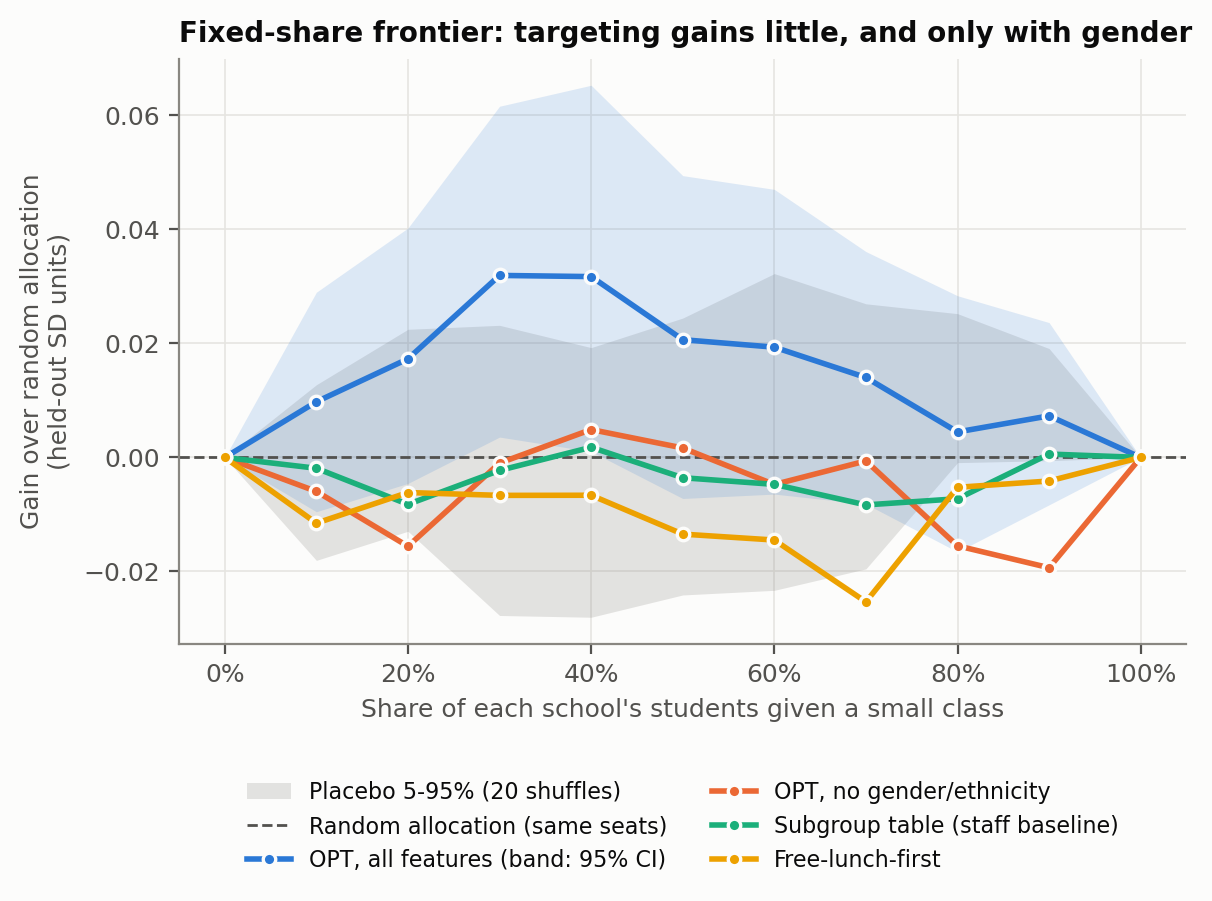 Fixed-share frontier: targeting gains little, and only with gender
Gain over random allocation
(held-out SD units)
0.06
0.04
0.02
0.00
−0.02
0%
20%
40%
60%
80%
100%
Share of each school's students given a small class
Placebo 5-95% (20 shuffles)
Random allocation (same seats)
OPT, all features (band: 95% CI)
OPT, no gender/ethnicity
Subgroup table (staff baseline)
Free-lunch-first